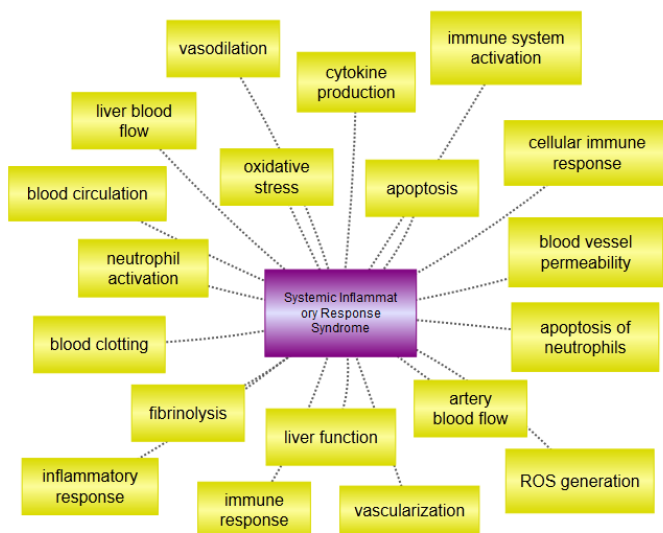 vasodilation
immune system
activation
cytokine
production
liver blood
flow
cellular immune
response
oxidative
stress
apoptosis
blood circulation
blood vessel
permeability
neutrophil
activation
Systemic Inflammat
ory Response
Syndrome
blood clotting
apoptosis of
neutrophils
fibrinolysis
artery
blood flow
liver function
inflammatory
response
ROS generation
immune
response
vascularization